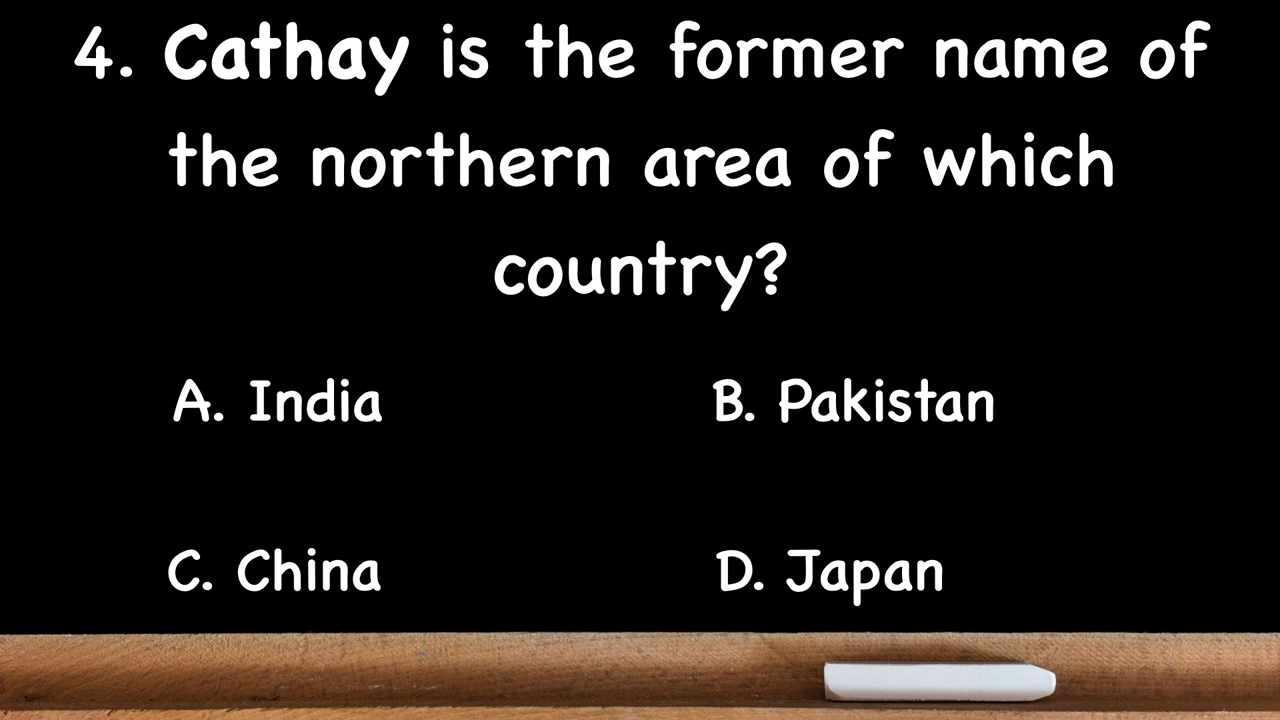 4. Cathay is the former name of
the northern area of which
country?
A. India
B. Pakistan
C. China
D. Japan